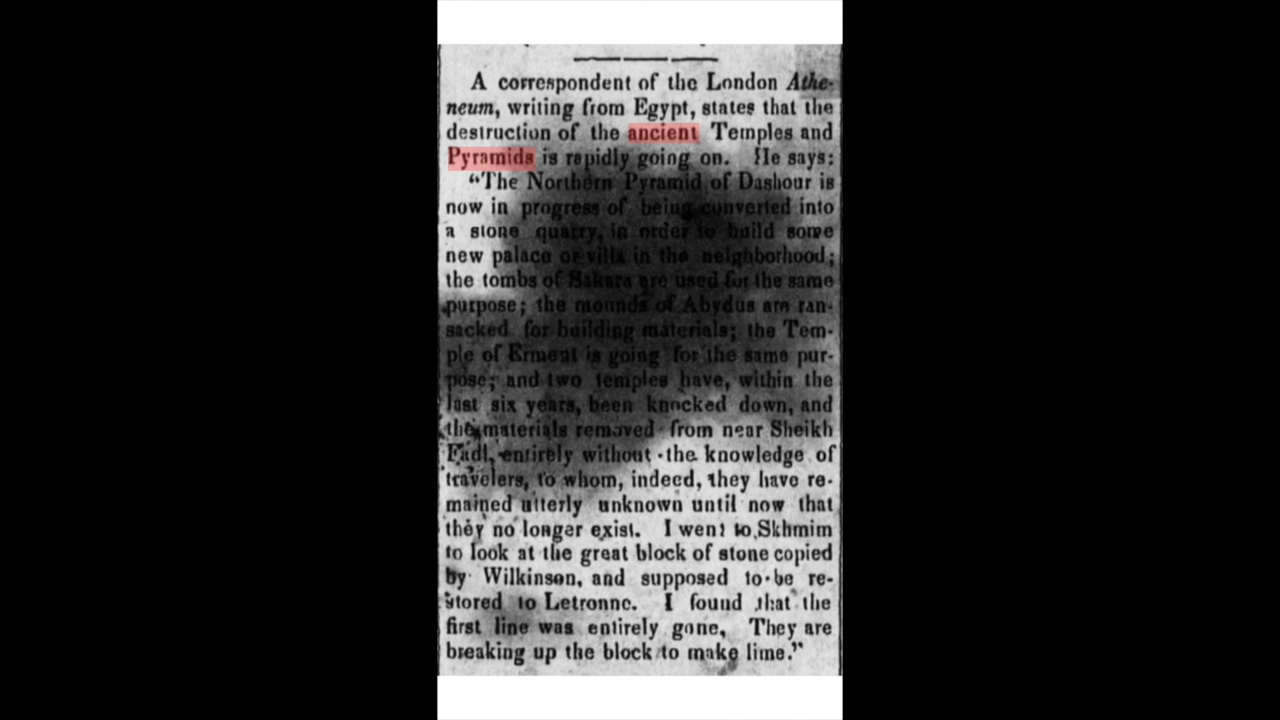 A correspondent of the London Athe-
neum, writing from Egypt, states that the
destruction of the ancient Temples and
Pyramids is rapidly going on. He says:
"The Northern Pyramid of Dashour is
now in progress of being converted into
a stone quarry, in order to build some
new palace or villa in the neighborhood;
the tombs of Sakara are used for the same
purpose; the mounds of Abydus are ran-
sacked for building materials; the Tem-
ple of Erment is going for the same pur-
pose; and two temples have, within the
last six years, been knocked down, and
the materials removed from near Sheikh
Fadl, entirely without the knowledge of
travelers, to whom, indeed, they have re-
mained utterly unknown until now that
they no longer exist. I went to Skhmim
to look at the great block of stone copied
by Wilkinson, and supposed to be re-
stored to Letronne. I found that the
first line was entirely gone, They are
breaking up the block to make lime."